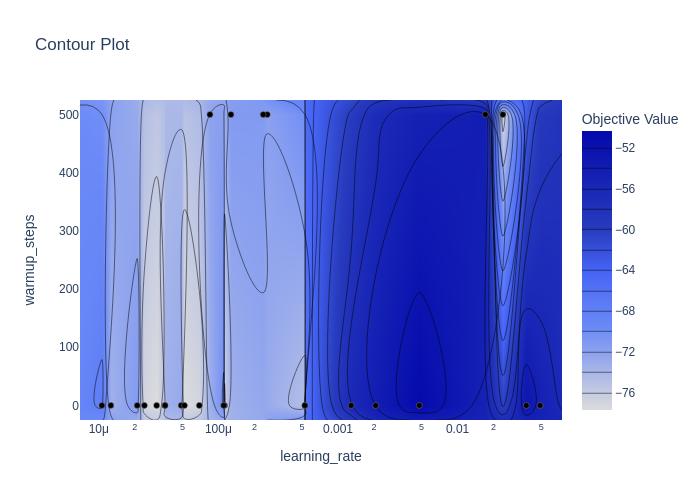 Contour Plot
Objective Value
−52
−56
−60
−64
−68
−72
−76
500
400
300
200
100
0
warmup_steps
10μ 2 5 100μ 2 5 0.001 2 5 0.01 2 5
learning_rate